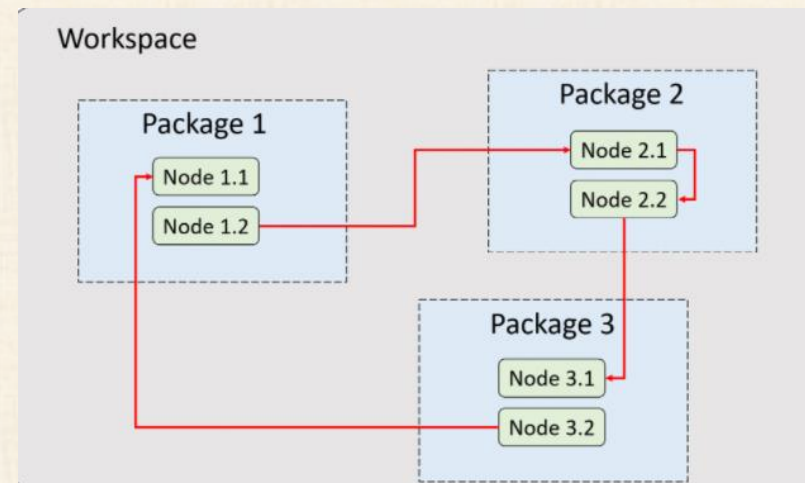 Workspace
Package 1
Node 1.1
Node 1.2
Package 2
Node 2.1
Node 2.2
Package 3
Node 3.1
Node 3.2